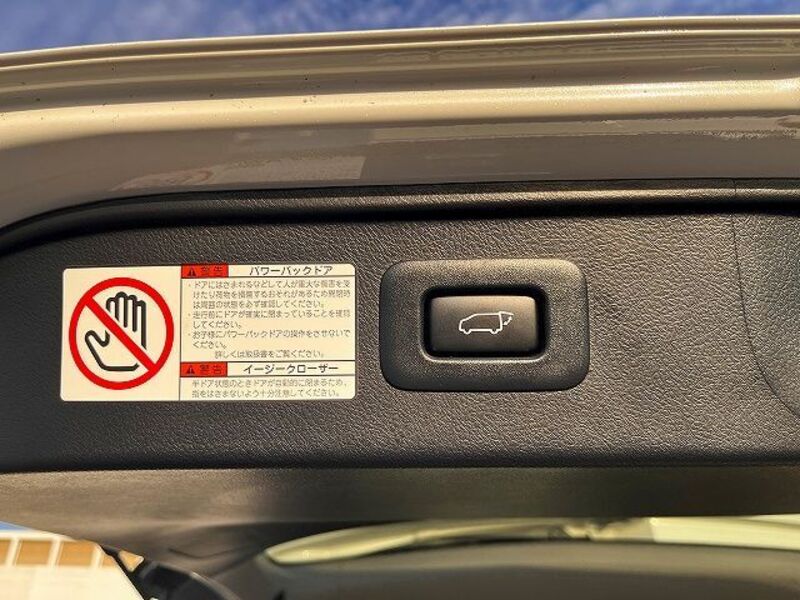 警告 パワーバックドア
・ドアにはさまれるなどして人が重大な傷害を受
けたり荷物を損傷するおそれがあるため開閉時
は周囲の状態を必ず確認してください。
・走行前にドアが確実に閉まっていることを確認
してください。
・お子様にパワーバックドアの操作をさせないで
ください。
詳しくは取扱書をご覧ください。
警告 イージークローザー
半ドア状態のときドアが自動的に閉まるため、
指をはさまないよう十分注意してください。